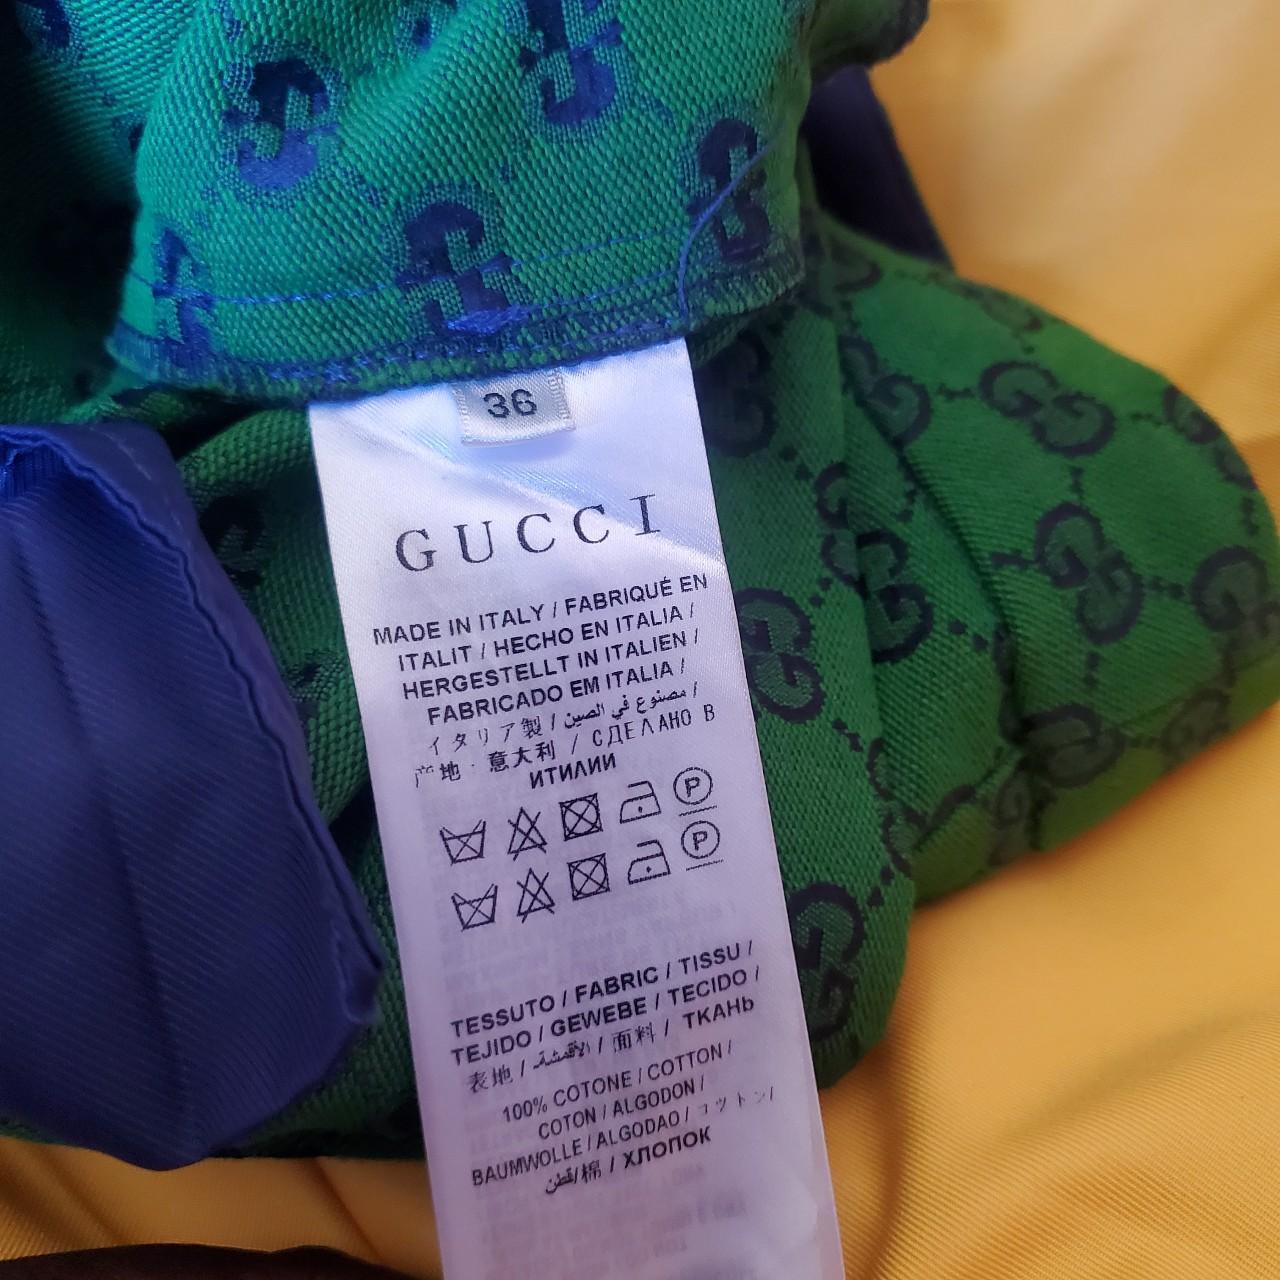 36
GUCCI
MADE IN ITALY / FABRIQUÉ EN
ITALIT / HECHO EN ITALIA /
HERGESTELLT IN ITALIEN /
FABRICADO EM ITALIA /
イタリア製 / مصنوع في الصين /
产地 · 意大利 / СДЕЛАНО В
ИТИЛИИ
P
P
TESSUTO / FABRIC / TISSU /
TEJIDO / GEWEBE / TECIDO /
表地 / الأقمشة / 面料 / ТКАНЬ
100% COTONE / COTTON /
COTON / ALGODON /
BAUMWOLLE / ALGODAO / コットン /
القطن/棉 / ХЛОПОК